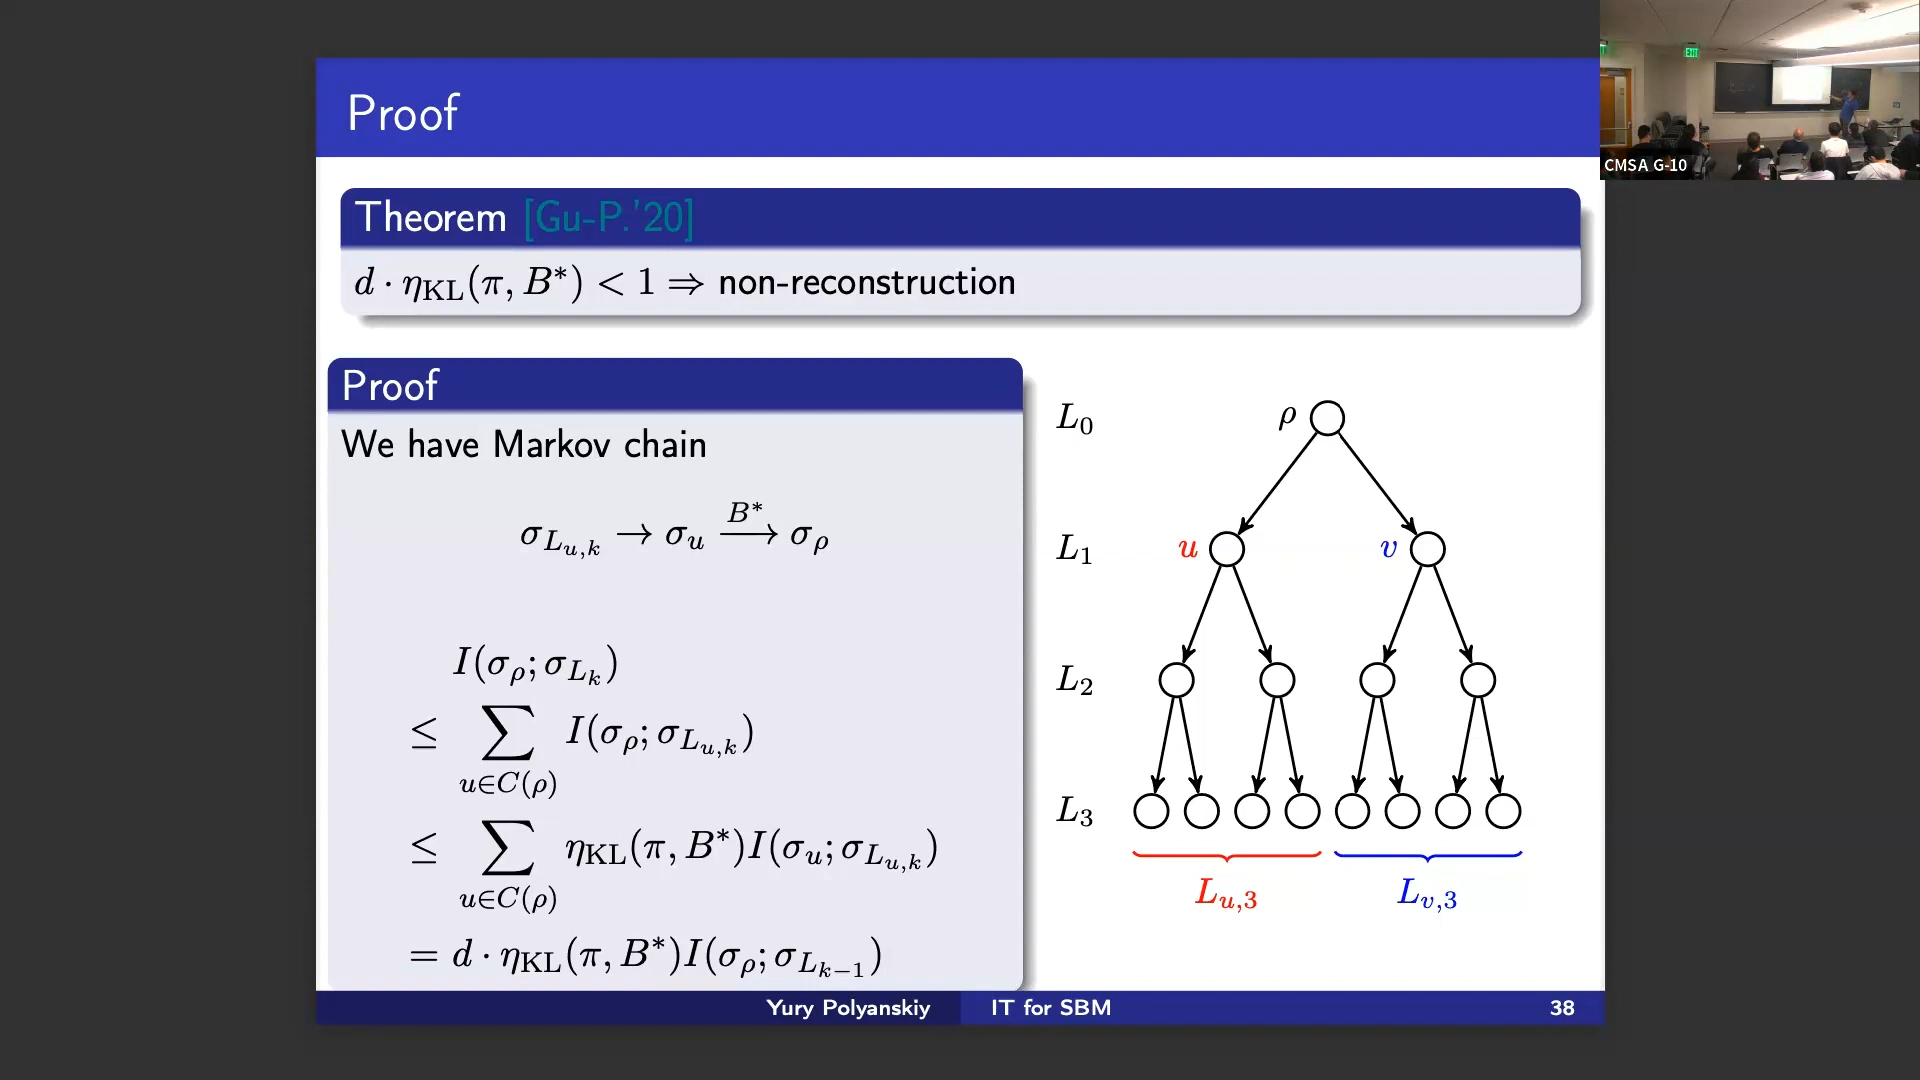 Proof
Theorem [Gu-P.'20]
d · η_KL(π, B*) < 1 ⇒ non-reconstruction
Proof
We have Markov chain
σ_{L_{u,k}} → σ_u \xrightarrow{B*} σ_ρ
I(σ_ρ; σ_{L_k})
≤ ∑_{u∈C(ρ)} I(σ_ρ; σ_{L_{u,k}})
≤ ∑_{u∈C(ρ)} η_KL(π, B*)I(σ_u; σ_{L_{u,k}})
= d · η_KL(π, B*)I(σ_ρ; σ_{L_{k−1}})
L_0 ρ
L_1 u v
L_2
L_3
L_{u,3} L_{v,3}
Yury Polyanskiy IT for SBM 38
EXIT
CMSA G-10